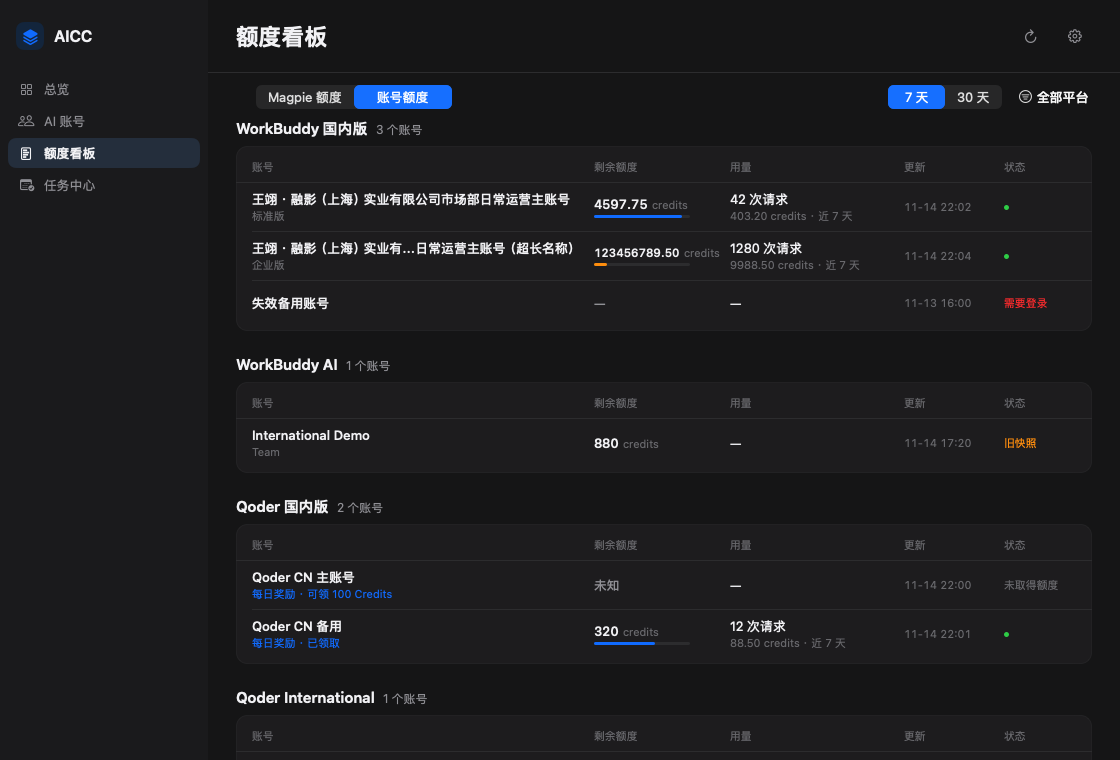 AICC
总览
AI 账号
额度看板
任务中心
额度看板
Magpie 额度 账号额度 7 天 30 天 全部平台
WorkBuddy 国内版 3 个账号
账号 剩余额度 用量 更新 状态
王翊 · 融影（上海）实业有限公司市场部日常运营主账号 4597.75 credits 42 次请求 11-14 22:02
标准版 403.20 credits · 近 7 天
王翊 · 融影（上海）实业有...日常运营主账号（超长名称） 123456789.50 credits 1280 次请求 11-14 22:04
企业版 9988.50 credits · 近 7 天
失效备用账号 — — 11-13 16:00 需要登录
WorkBuddy AI 1 个账号
账号 剩余额度 用量 更新 状态
International Demo 880 credits — 11-14 17:20 旧快照
Team
Qoder 国内版 2 个账号
账号 剩余额度 用量 更新 状态
Qoder CN 主账号 未知 — 11-14 22:00 未取得额度
每日奖励 · 可领 100 Credits
Qoder CN 备用 320 credits 12 次请求 11-14 22:01
每日奖励 · 已领取 88.50 credits · 近 7 天
Qoder International 1 个账号
账号 剩余额度 用量 更新 状态